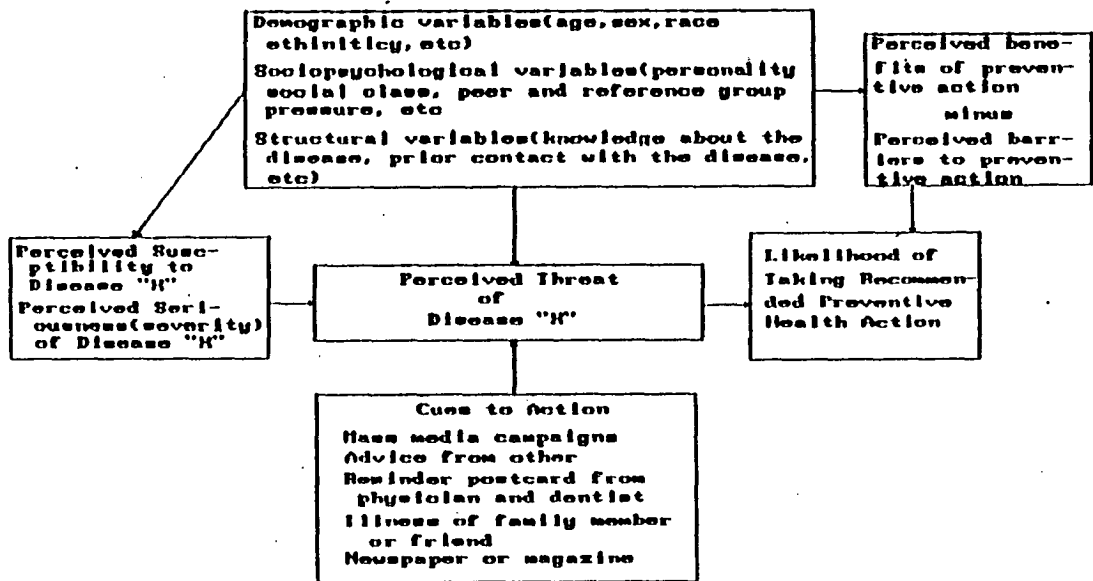 Demographic variables(age,sex,race
ethiniticy, etc)
Sociopsychological variables(personality
social class, peer and reference group
pressure, etc
Structural variables(knowledge about the
disease, prior contact with the disease,
etc)
Perceived bene-
fits of preven-
tive action
minus
Perceived barr-
iers to preven-
tive action
Perceived Susc-
ptibility to
Disease "X"
Perceived Seri-
ousness(severity)
of Disease "X"
Perceived Threat
of
Disease "X"
Likelihood of
Taking Recommen-
ded Preventive
Health Action
Cues to Action
Mass media campaigns
Advice from other
Reminder postcard from
physician and dentist
Illness of family member
or friend
Newspaper or magazine